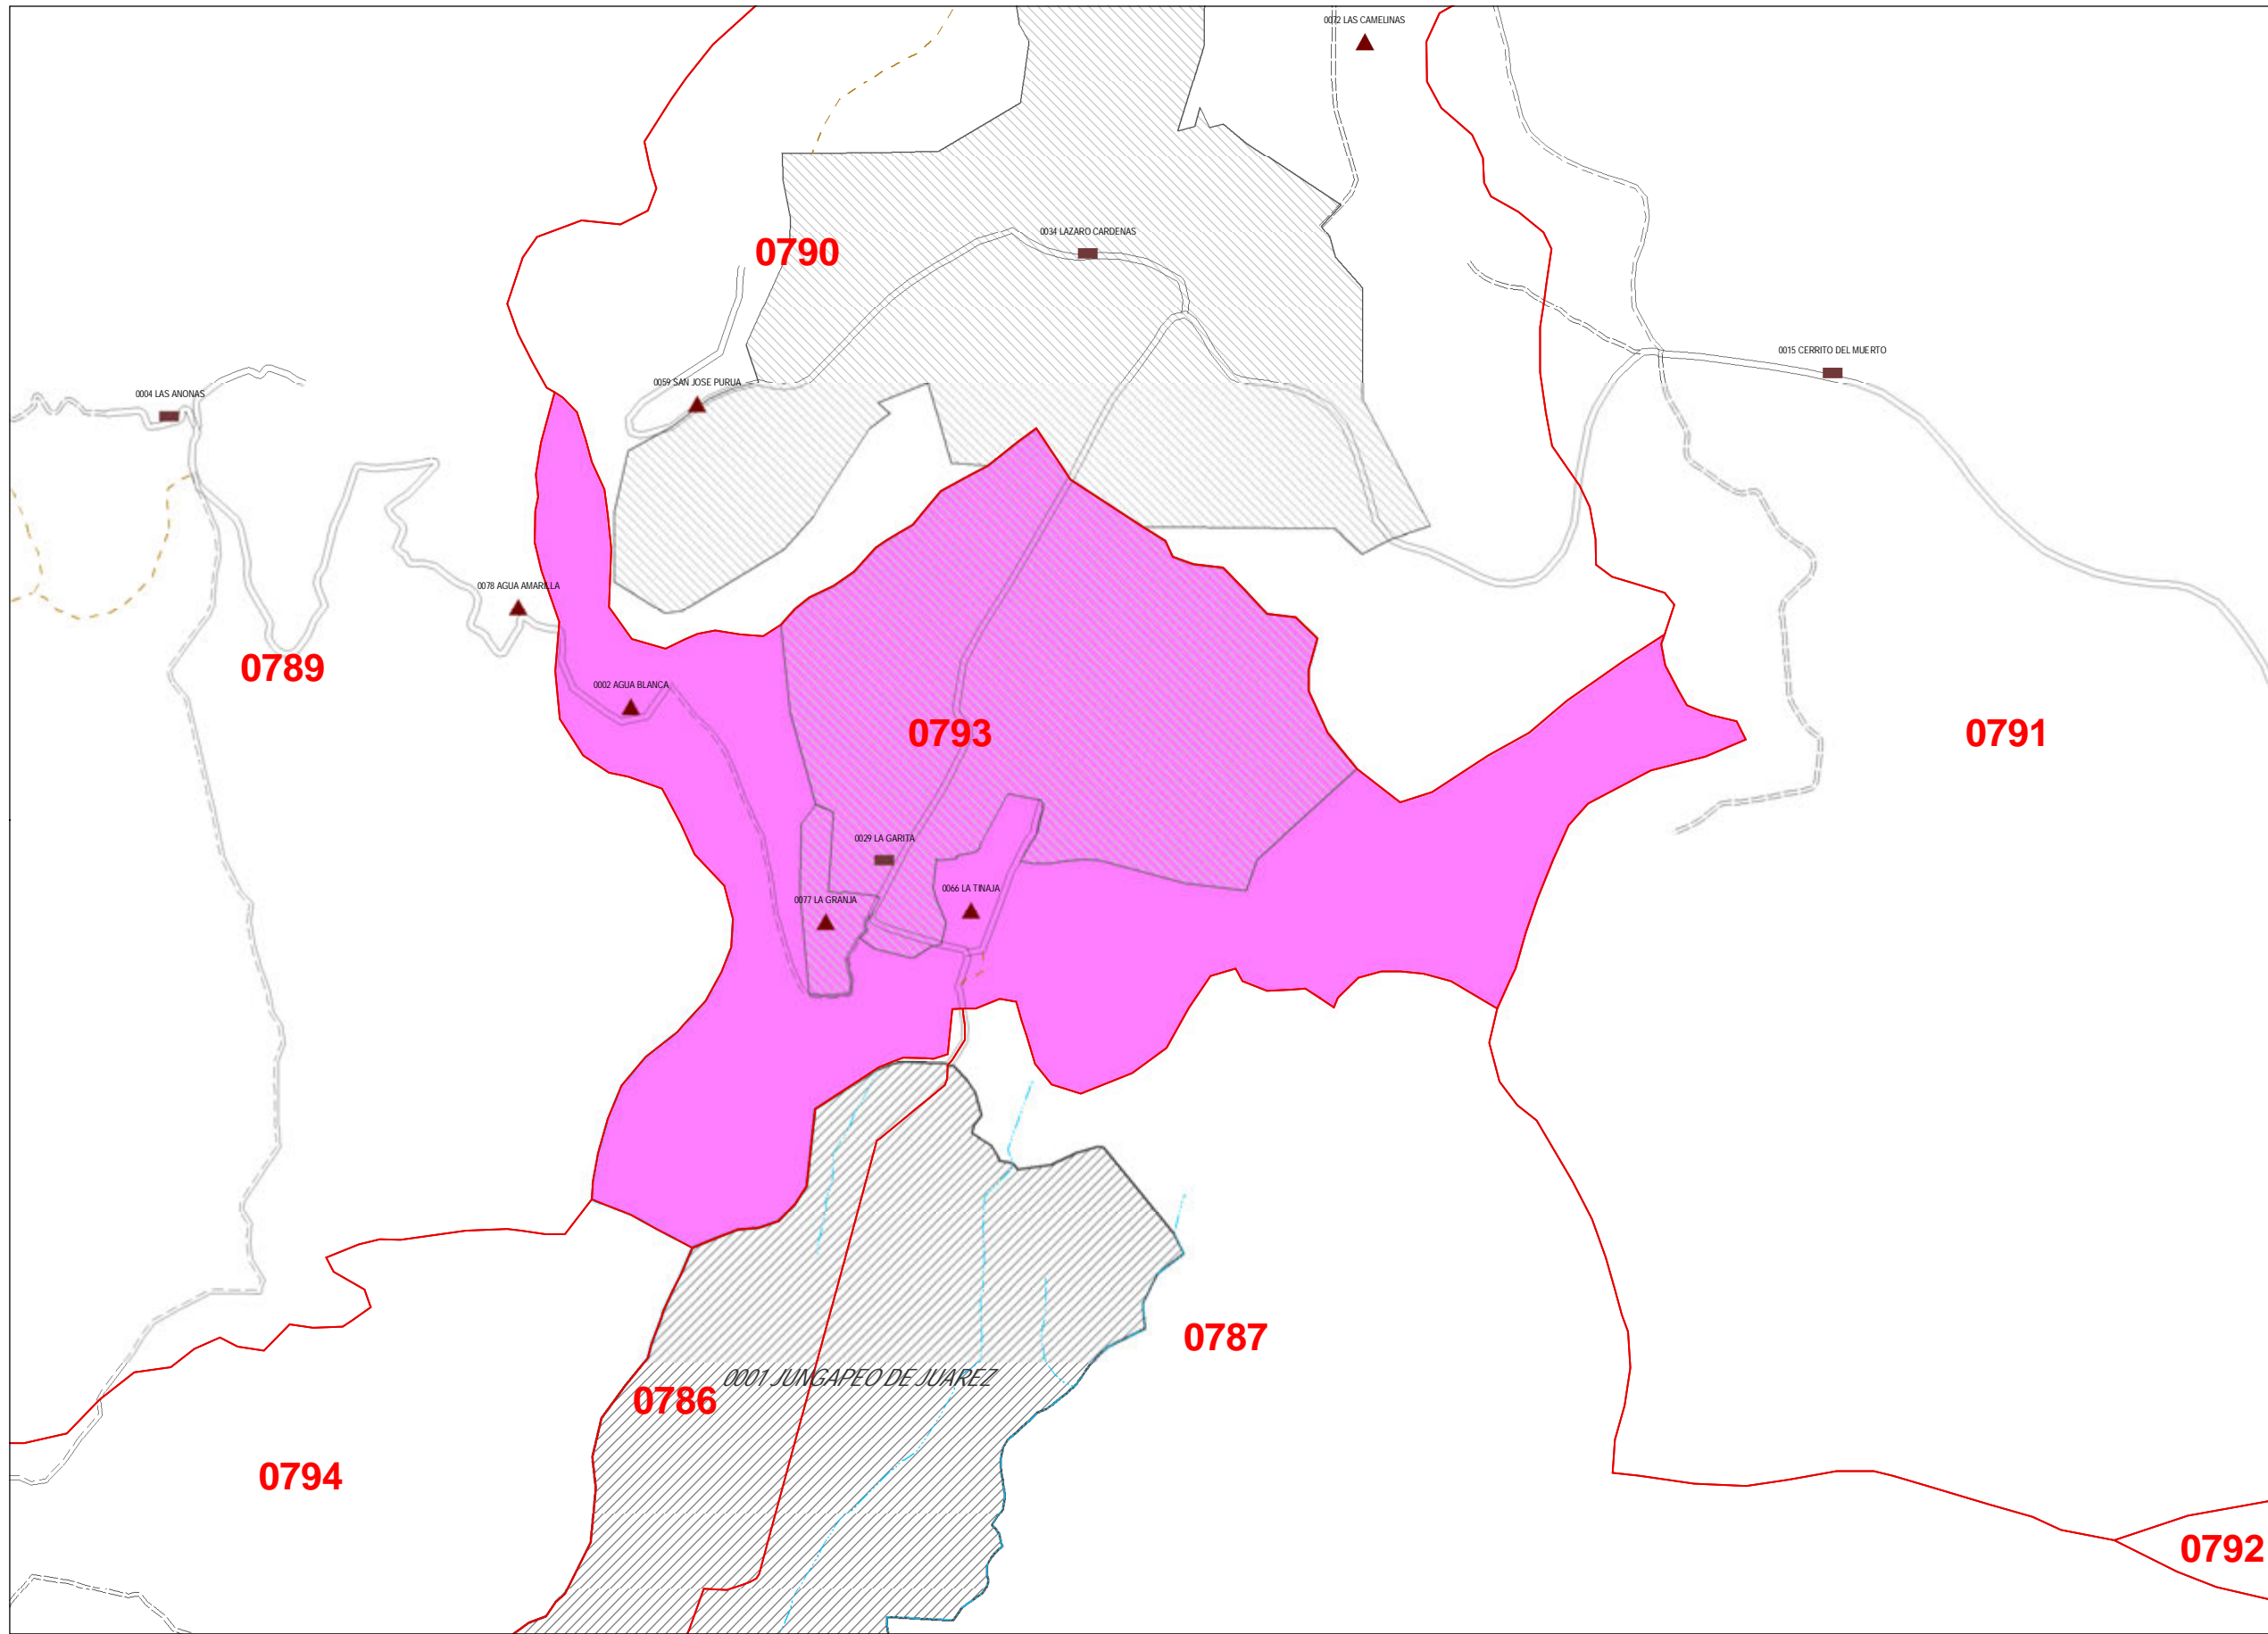 0072 LAS CAMELINAS
0034 LAZARO CARDENAS
0790
0015 CERRITO DEL MUERTO
0059 SAN JOSE PURUA
0004 LAS ANONAS
0078 AGUA AMARILLA
0789
0002 AGUA BLANCA
0793
0791
0029 LA GARITA
0066 LA TINAJA
0077 LA GRANJA
0787
0001 JUNGAPEO DE JUAREZ
0786
0794
0792